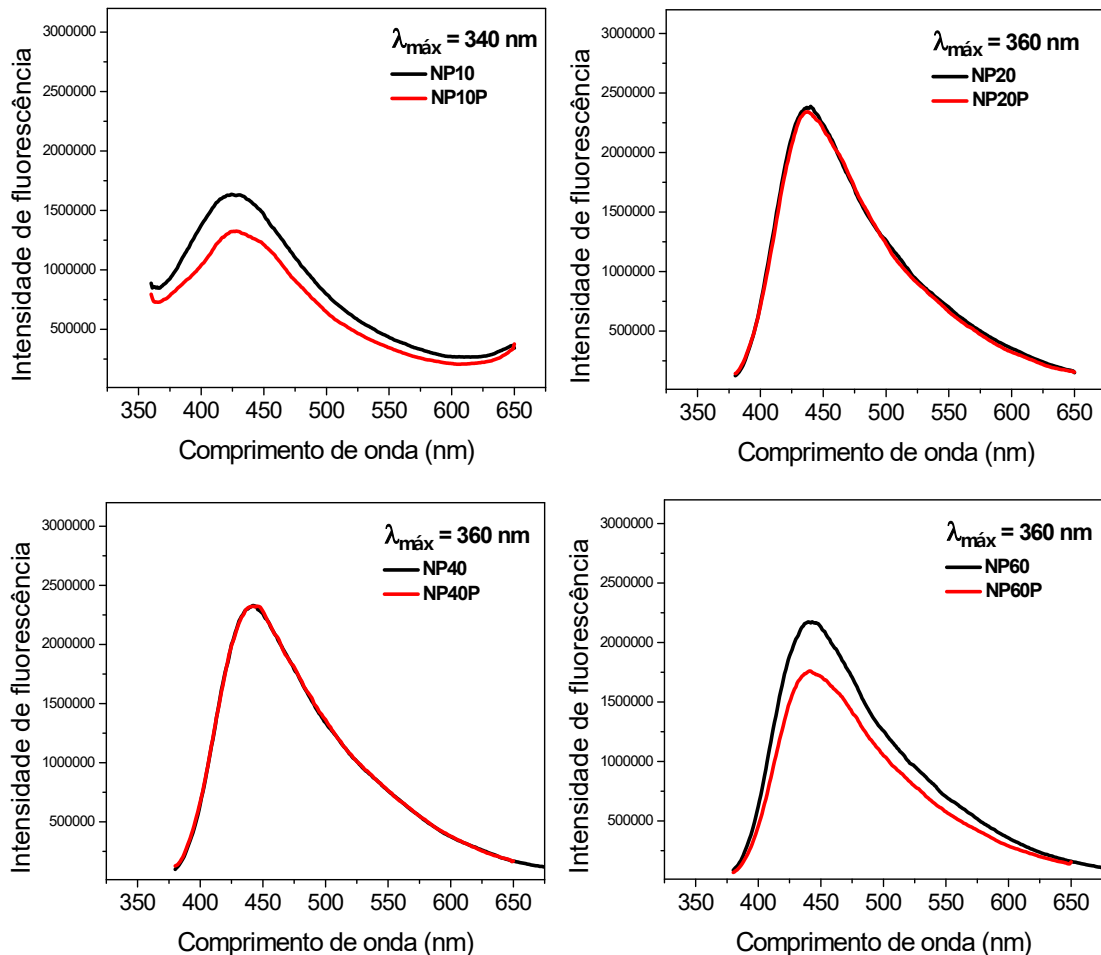 λmáx = 340 nm
NP10
NP10P
Intensidade de fluorescência
3000000
2500000
2000000
1500000
1000000
500000
350 400 450 500 550 600 650
Comprimento de onda (nm)
λmáx = 360 nm
NP20
NP20P
Intensidade de fluorescência
3000000
2500000
2000000
1500000
1000000
500000
350 400 450 500 550 600 650
Comprimento de onda (nm)
λmáx = 360 nm
NP40
NP40P
Intensidade de fluorescência
3000000
2500000
2000000
1500000
1000000
500000
350 400 450 500 550 600 650
Comprimento de onda (nm)
λmáx = 360 nm
NP60
NP60P
Intensidade de fluorescência
3000000
2500000
2000000
1500000
1000000
500000
350 400 450 500 550 600 650
Comprimento de onda (nm)